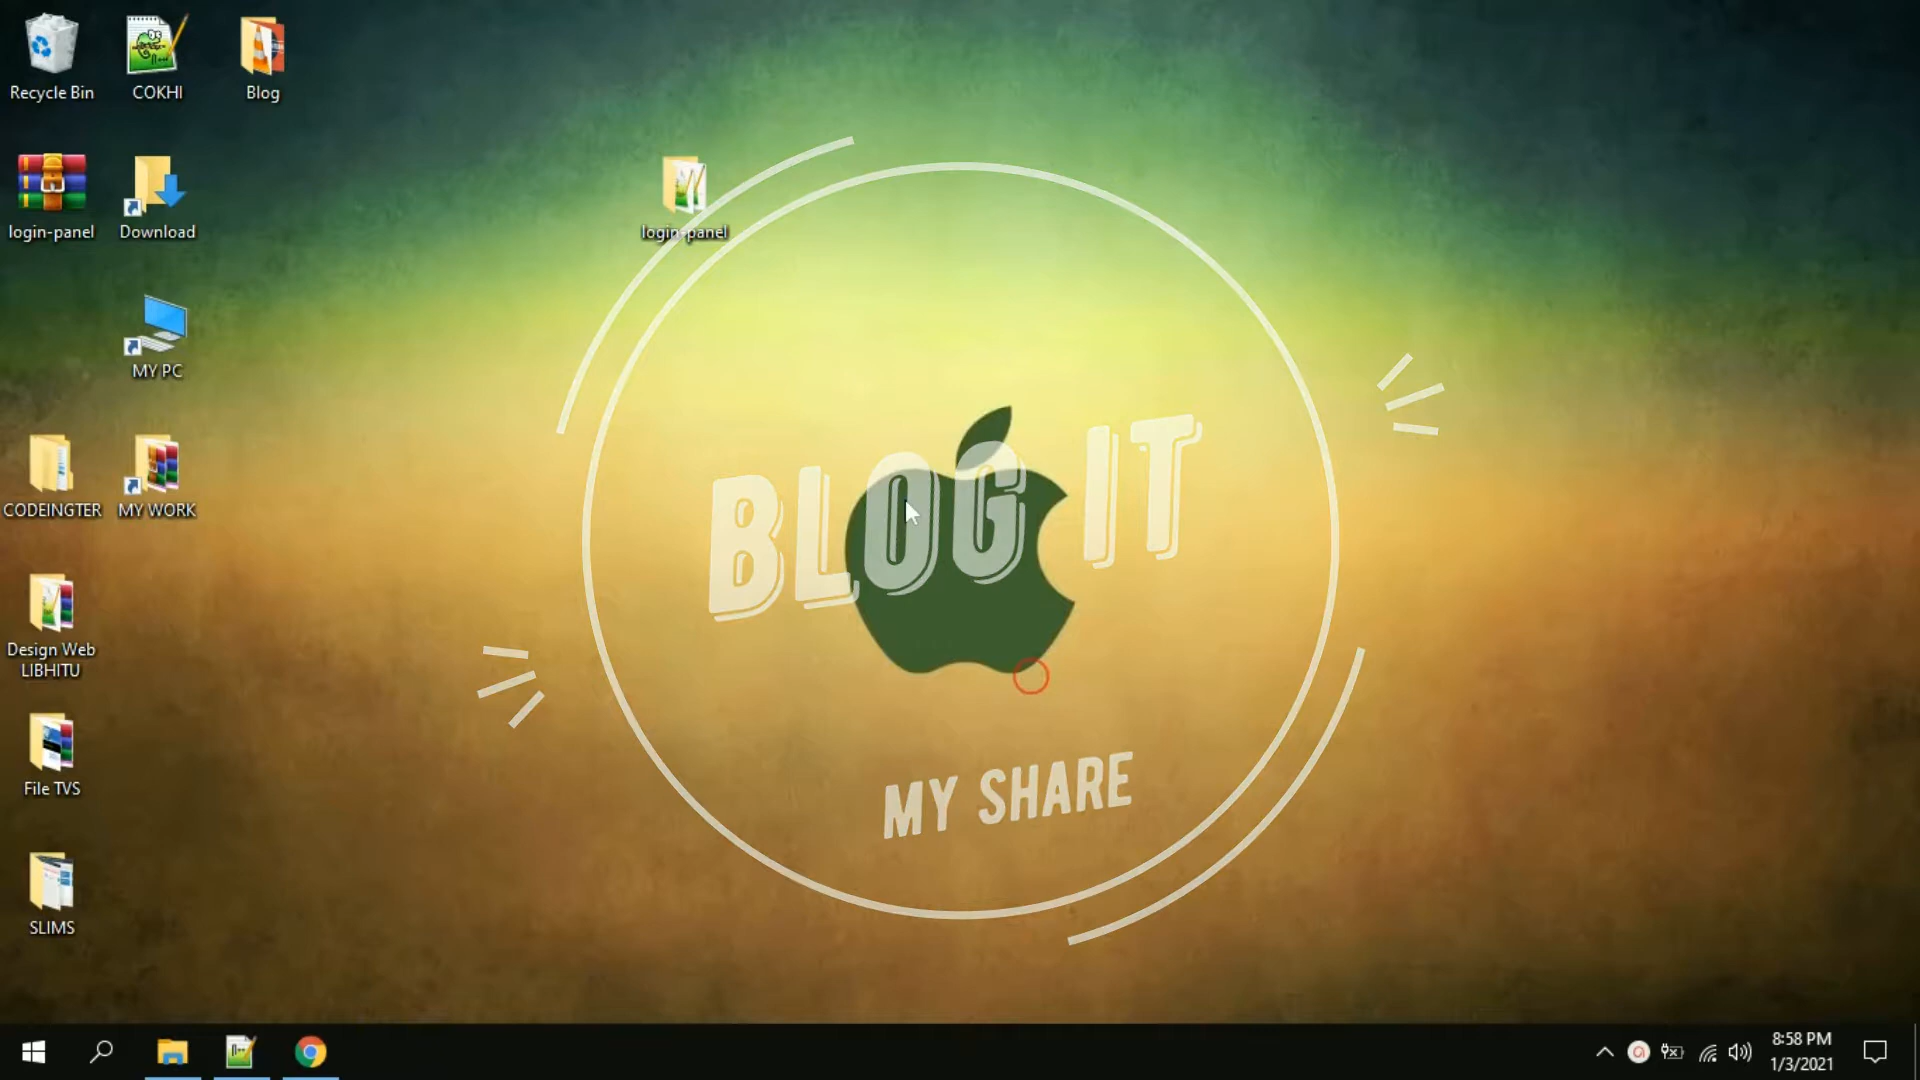 Recycle Bin
COKHI
Blog
login-panel
Download
login-panel
MY PC
CODEINGTER
MY WORK
BLOG IT
Design Web
LIBHITU
File TVS
MY SHARE
SLIMS
8:58 PM
1/3/2021